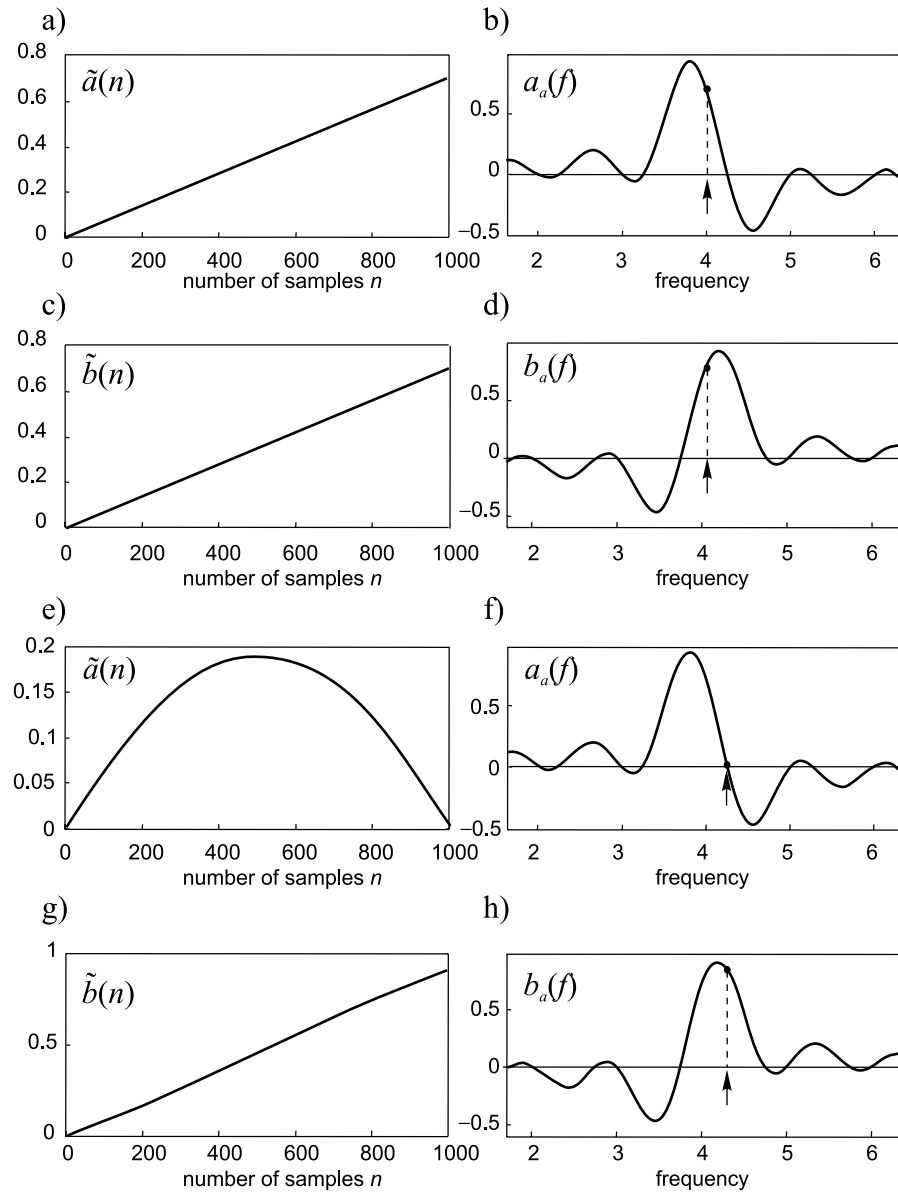 a)
0.8
0.6
0.4
0.2
0
ã(n)
0 200 400 600 800 1000
number of samples n
b)
0.5
0
–0.5
aₐ(f)
2 3 4 5 6
frequency
c)
0.8
0.6
0.4
0.2
0
b̃(n)
0 200 400 600 800 1000
number of samples n
d)
0.5
0
–0.5
bₐ(f)
2 3 4 5 6
frequency
e)
0.2
0.15
0.1
0.05
0
ã(n)
0 200 400 600 800 1000
number of samples n
f)
0.5
0
–0.5
aₐ(f)
2 3 4 5 6
frequency
g)
1
0.5
0
b̃(n)
0 200 400 600 800 1000
number of samples n
h)
0.5
0
–0.5
bₐ(f)
2 3 4 5 6
frequency